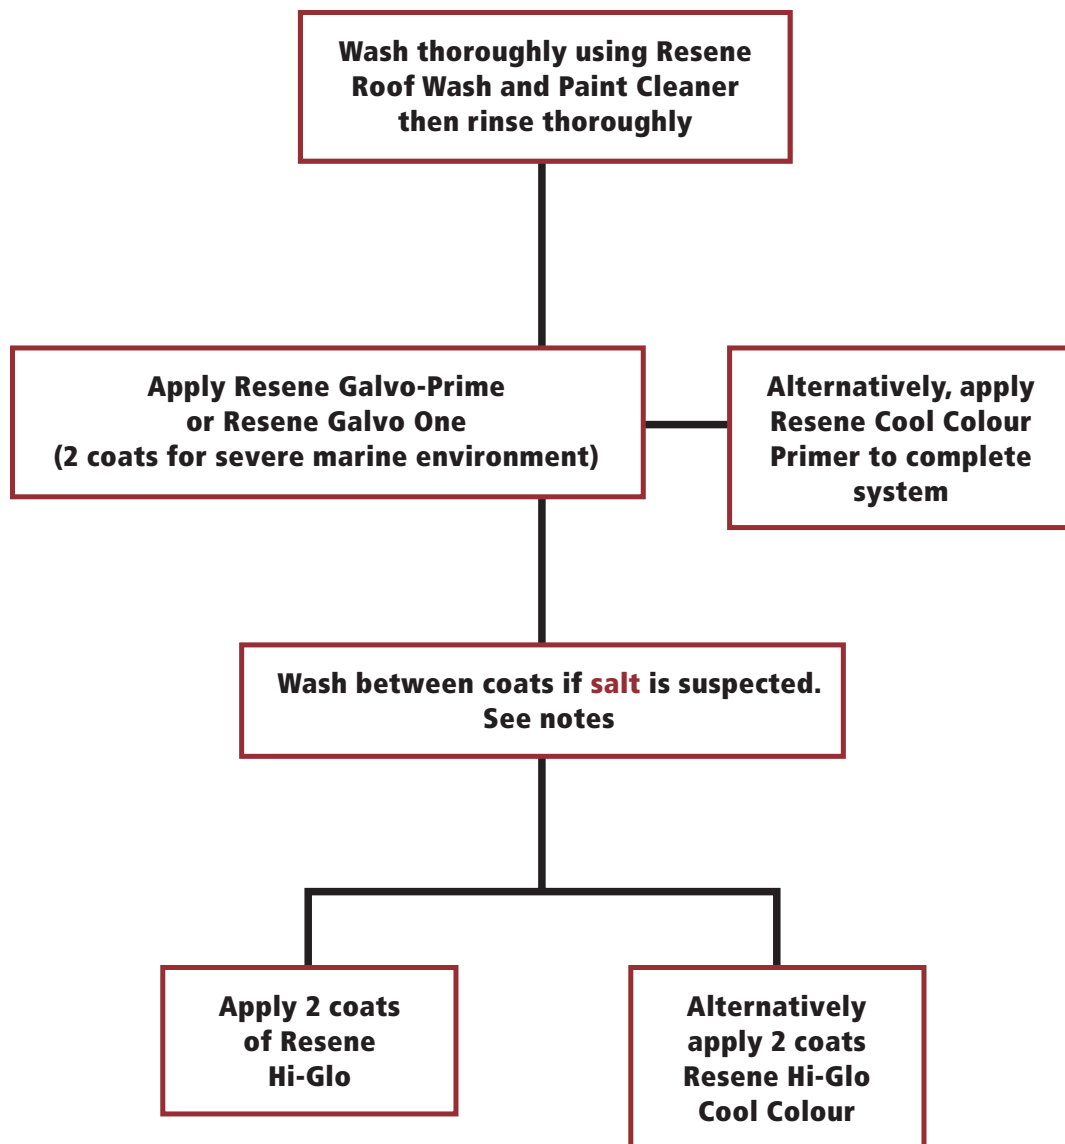 Wash thoroughly using Resene
Roof Wash and Paint Cleaner
then rinse thoroughly
Apply Resene Galvo-Prime
or Resene Galvo One
(2 coats for severe marine environment)
Alternatively, apply
Resene Cool Colour
Primer to complete
system
Wash between coats if salt is suspected.
See notes
Apply 2 coats
of Resene
Hi-Glo
Alternatively
apply 2 coats
Resene Hi-Glo
Cool Colour